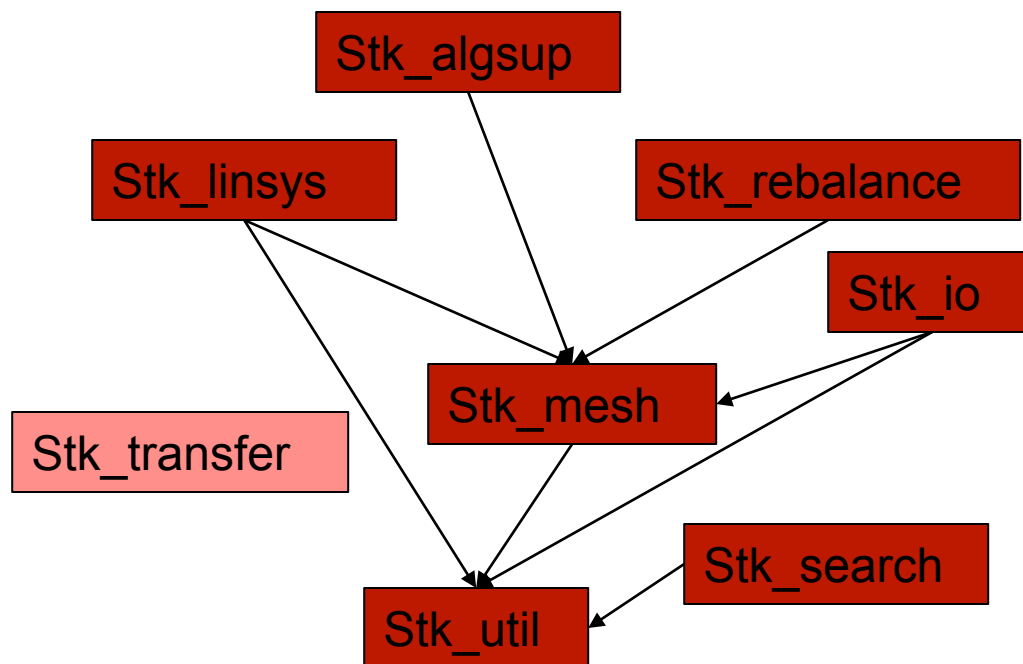 Stk_algsup
Stk_linsys
Stk_rebalance
Stk_io
Stk_mesh
Stk_transfer
Stk_search
Stk_util